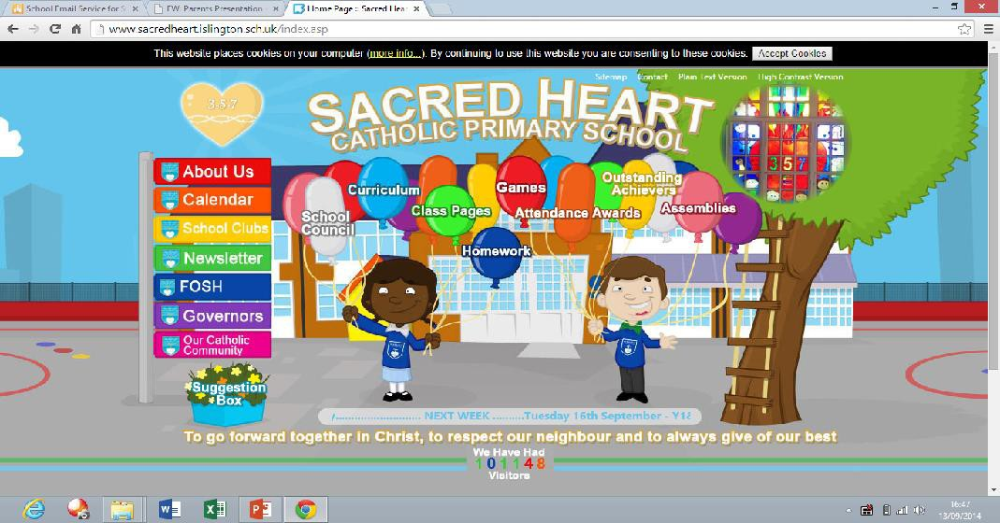 School Email Service for S
FW: Parents Presentation -
Home Page :: Sacred Hear
www.sacredheart.islington.sch.uk/index.asp
This website places cookies on your computer (more info...). By continuing to use this website you are consenting to these cookies. Accept Cookies
Sitemap Contact Plain Text Version High Contrast Version
3·5·7
SACRED HEART
CATHOLIC PRIMARY SCHOOL
3 5 7
About Us
Calendar
School Clubs
Newsletter
FOSH
Governors
Our Catholic
Community
Suggestion
Box
School
Council
Curriculum
Class Pages
Games
Homework
Attendance Awards
Outstanding
Achievers
Assemblies
/........................... NEXT WEEK ..........Tuesday 16th September - Y1&
To go forward together in Christ, to respect our neighbour and to always give of our best
We Have Had
101148
Visitors
16:47
13/09/2014